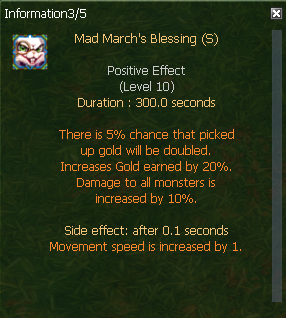 Information3/5
Mad March's Blessing (S)
Positive Effect
(Level 10)
Duration : 300.0 seconds
There is 5% chance that picked
up gold will be doubled.
Increases Gold earned by 20%.
Damage to all monsters is
increased by 10%.
Side effect: after 0.1 seconds
Movement speed is increased by 1.